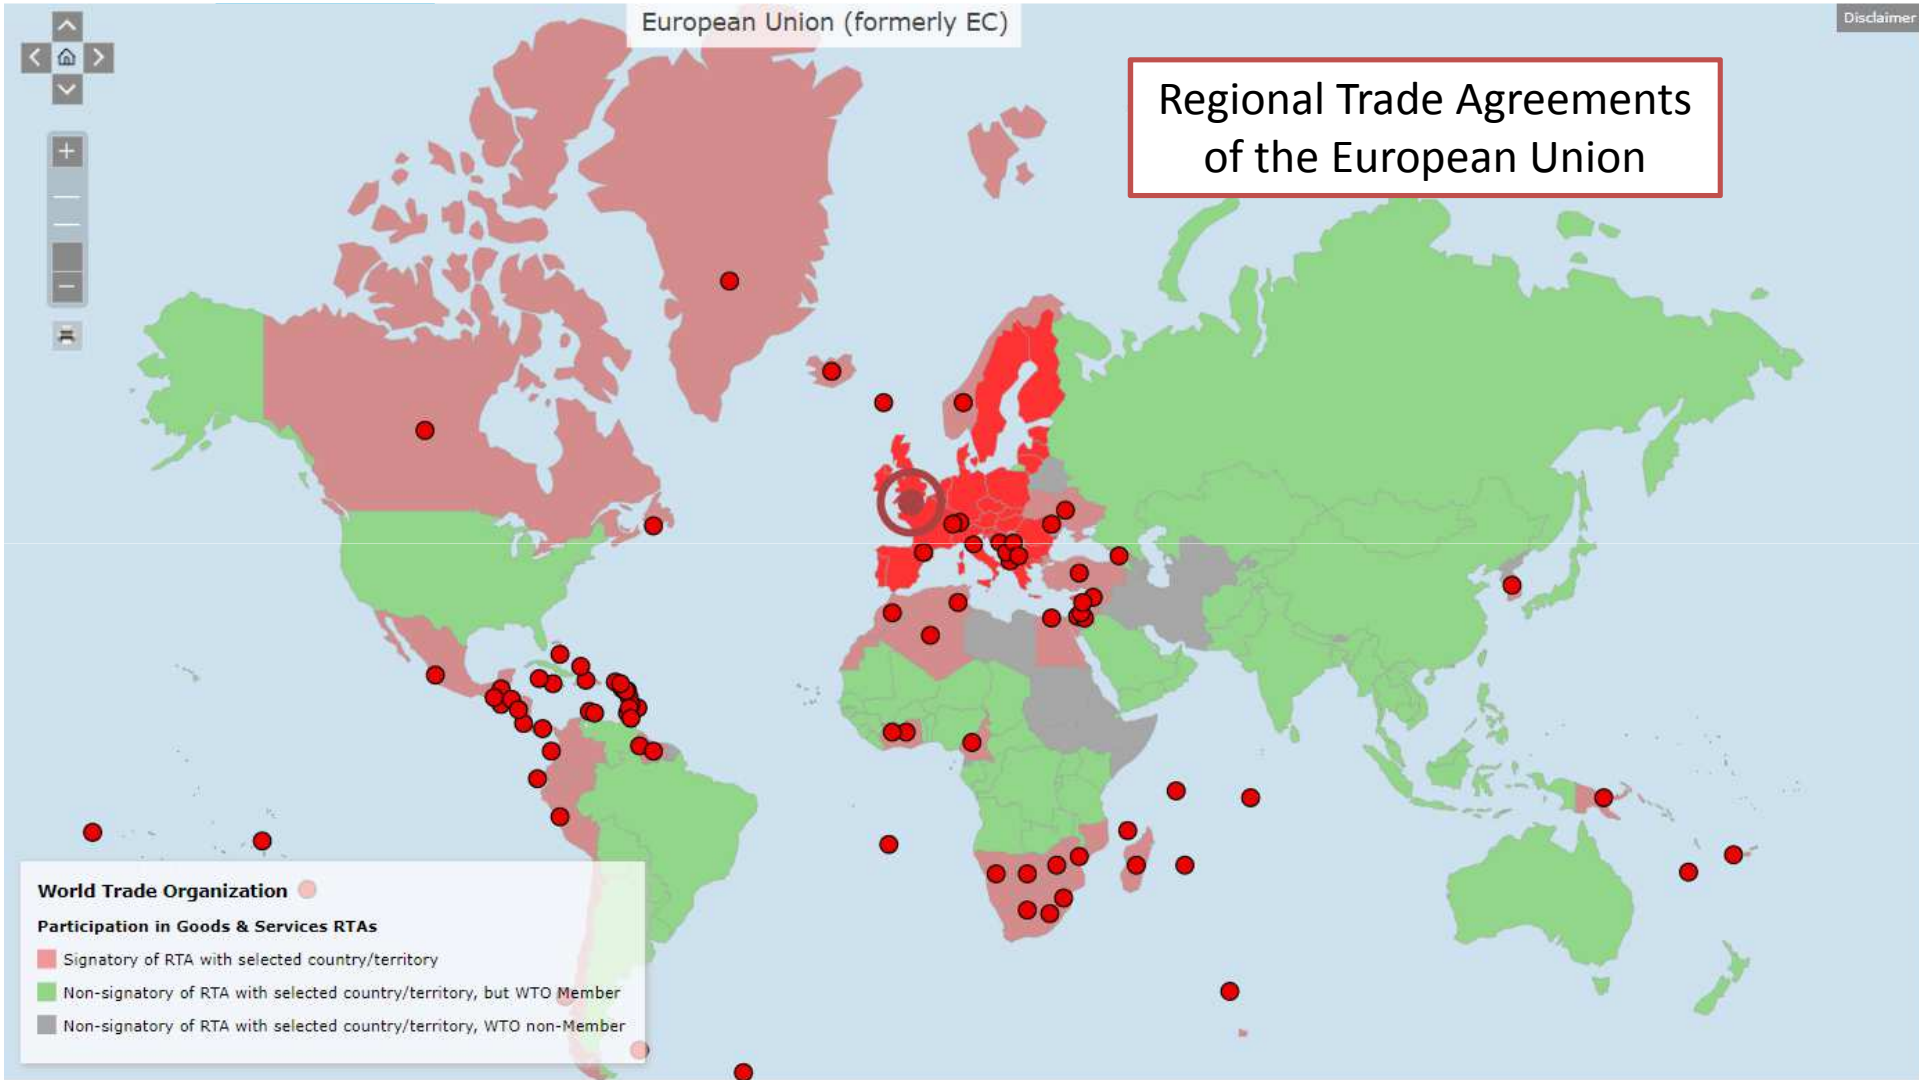 European Union (formerly EC)
Disclaimer
Regional Trade Agreements
of the European Union
World Trade Organization
Participation in Goods & Services RTAs
Signatory of RTA with selected country/territory
Non-signatory of RTA with selected country/territory, but WTO Member
Non-signatory of RTA with selected country/territory, WTO non-Member